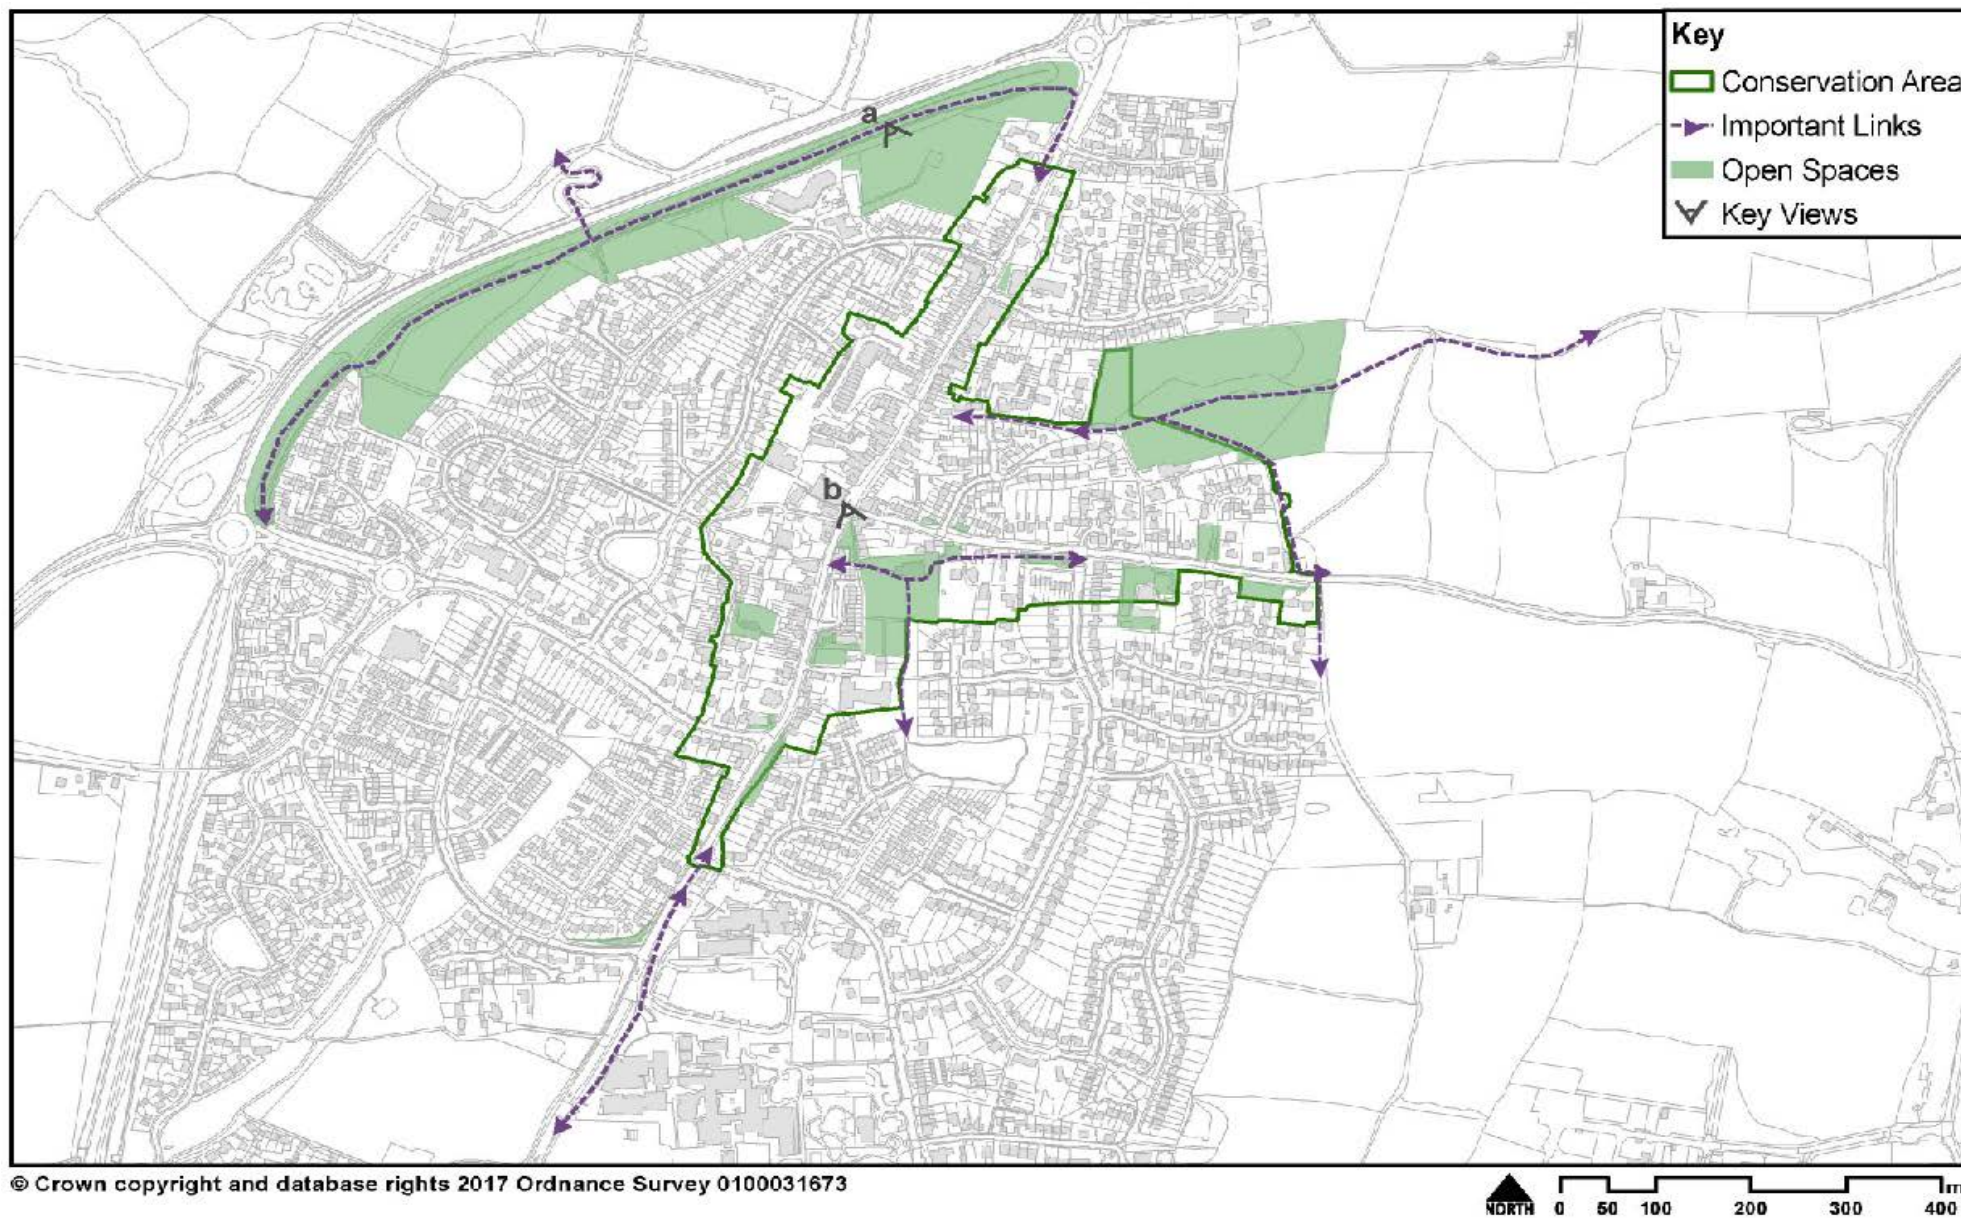 Key
Conservation Area
Important Links
Open Spaces
Key Views
a
b
© Crown copyright and database rights 2017 Ordnance Survey 0100031673
NORTH 0 50 100 200 300 400 m